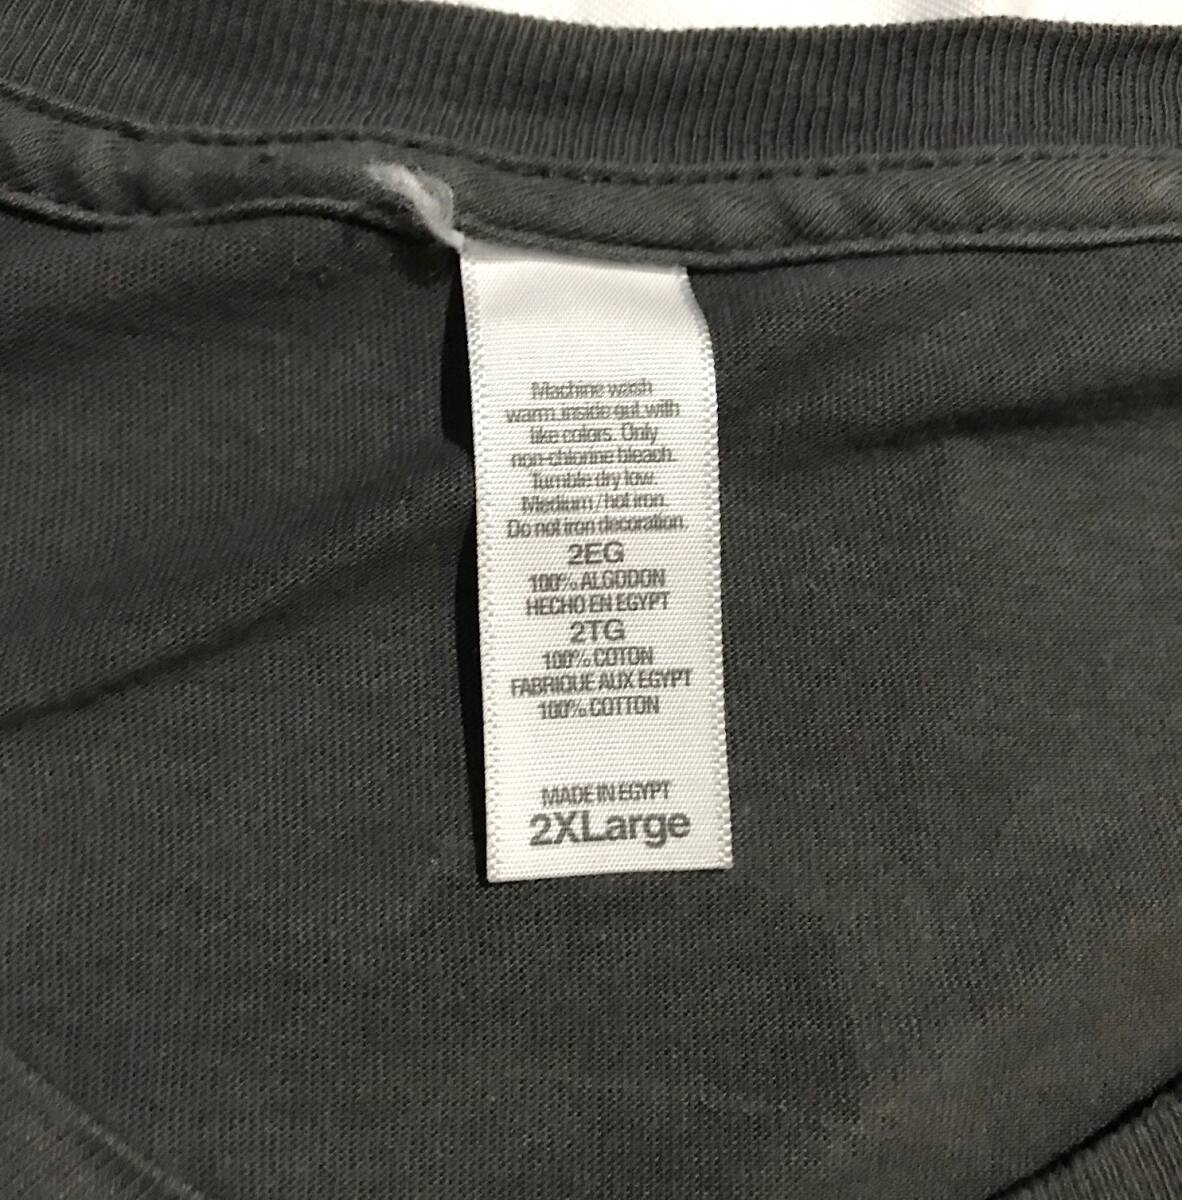 Machine wash
warm, inside out, with
like colors. Only
non-chlorine bleach.
Tumble dry low.
Medium/hot iron.
Do not iron decoration.
2EG
100% ALGODON
HECHO EN EGYPT
2TG
100% COTON
FABRIQUE AUX EGYPT
100% COTTON
MADE IN EGYPT
2XLarge